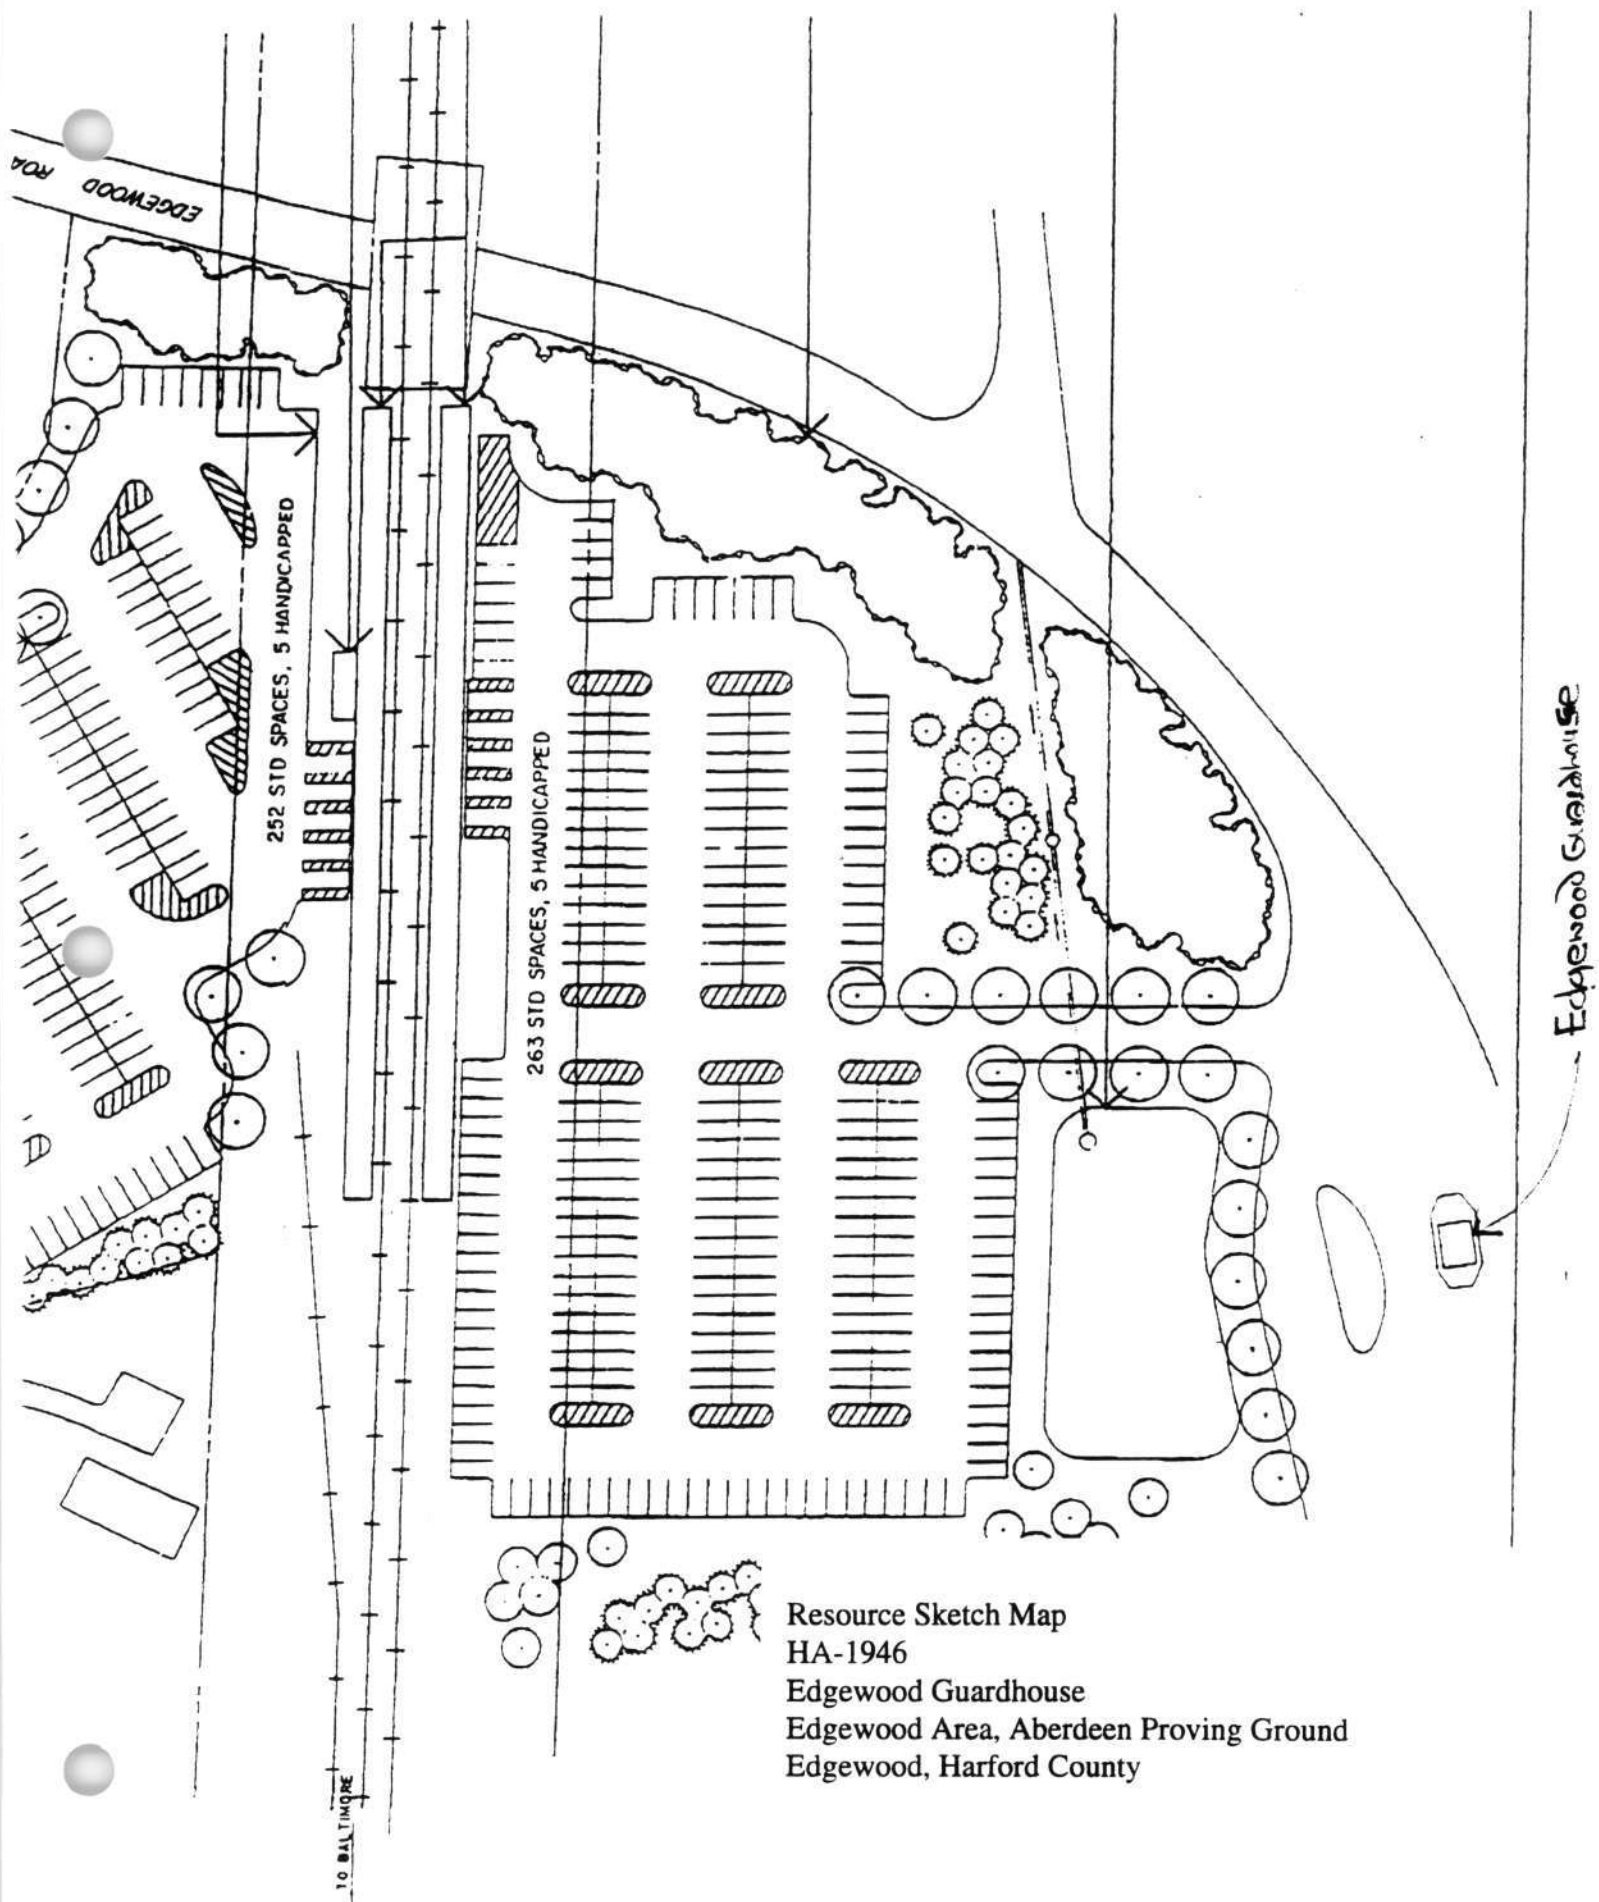 EDGEWOOD ROA
252 STD SPACES, 5 HANDICAPPED
263 STD SPACES, 5 HANDICAPPED
Edgewood Guardhouse
Resource Sketch Map
HA-1946
Edgewood Guardhouse
Edgewood Area, Aberdeen Proving Ground
Edgewood, Harford County
TO BALTIMORE